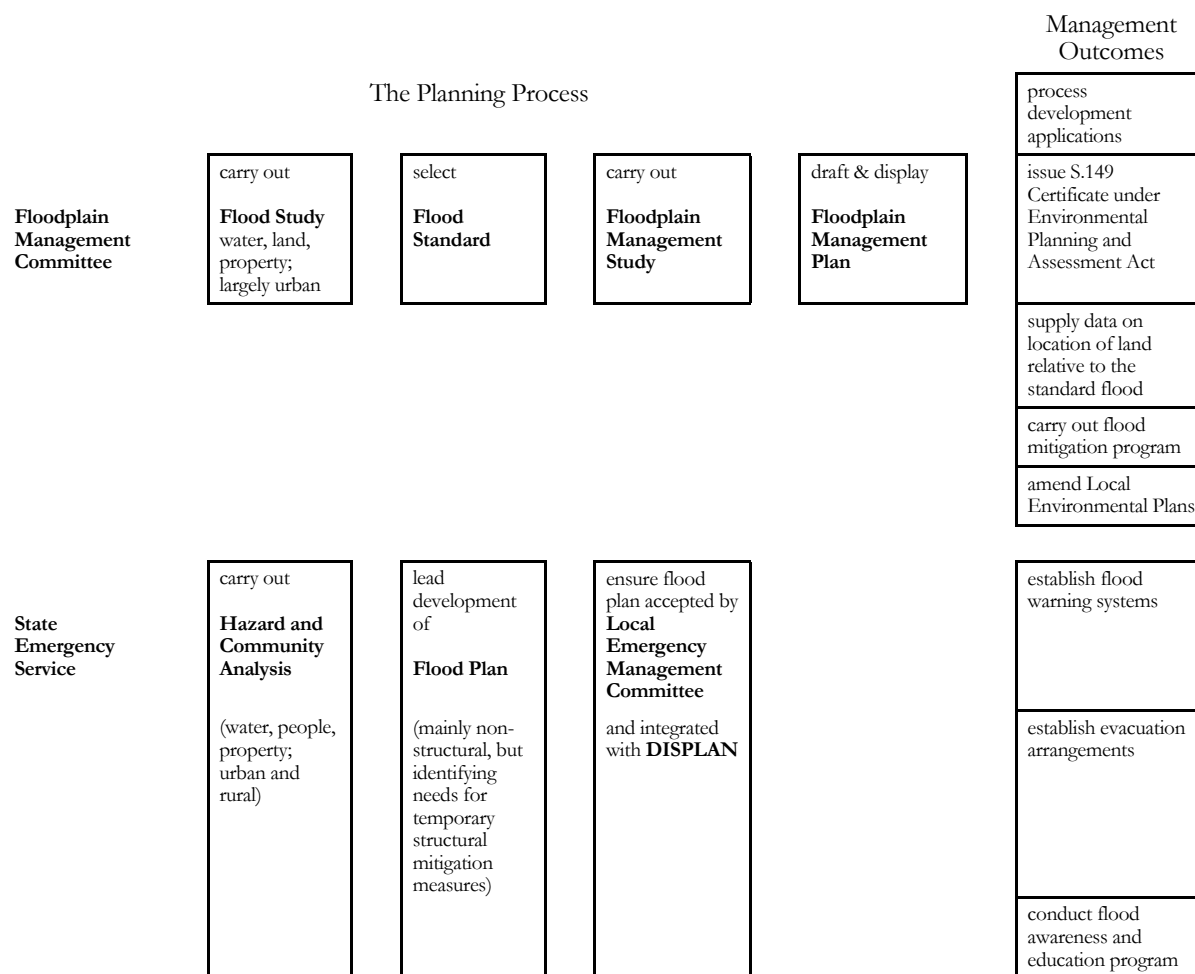 Management
Outcomes
The Planning Process
Floodplain
Management
Committee
carry out
Flood Study
water, land,
property;
largely urban
select
Flood
Standard
carry out
Floodplain
Management
Study
draft & display
Floodplain
Management
Plan
process
development
applications
issue S.149
Certificate under
Environmental
Planning and
Assessment Act
supply data on
location of land
relative to the
standard flood
carry out flood
mitigation program
amend Local
Environmental Plans
State
Emergency
Service
carry out
Hazard and
Community
Analysis
(water, people,
property;
urban and
rural)
lead
development
of
Flood Plan
(mainly non-
structural, but
identifying
needs for
temporary
structural
mitigation
measures)
ensure flood
plan accepted by
Local
Emergency
Management
Committee
and integrated
with DISPLAN
establish flood
warning systems
establish evacuation
arrangements
conduct flood
awareness and
education program